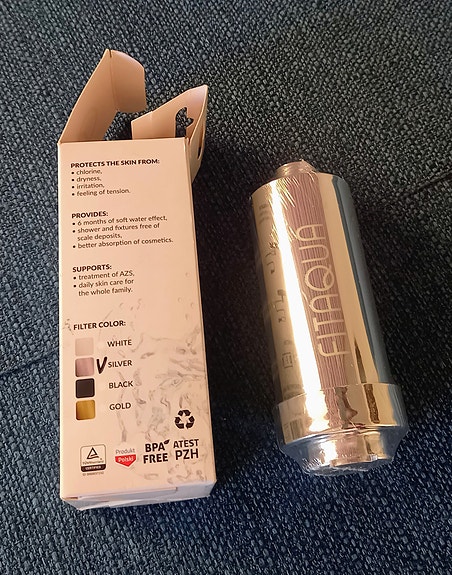 PROTECTS THE SKIN FROM:
• chlorine,
• dryness,
• irritation,
• feeling of tension.
PROVIDES:
• 6 months of soft water effect,
• shower and fixtures free of
scale deposits,
• better absorption of cosmetics.
SUPPORTS:
• treatment of AZS,
• daily skin care for
the whole family.
FILTER COLOR:
WHITE
V SILVER
BLACK
GOLD
CERTIFIED
Produkt
Polski
BPA
FREE
ATEST
PZH
FITAQUA